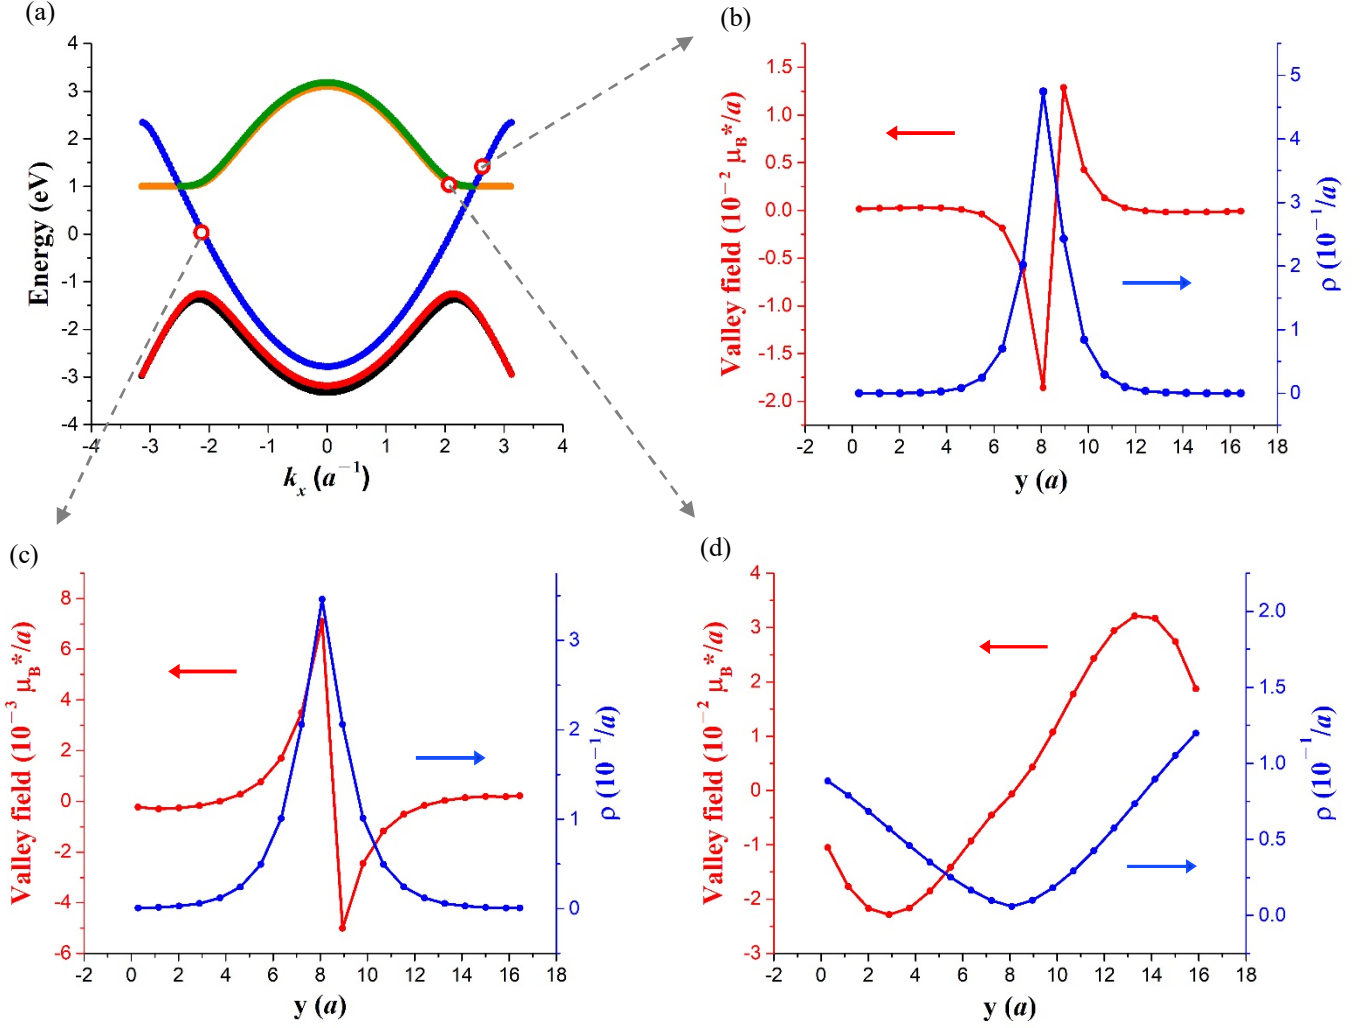 (a)
Energy (eV)
4
3
2
1
0
-1
-2
-3
-4
-4 -3 -2 -1 0 1 2 3 4
kₓ (a⁻¹)
(b)
Valley field (10⁻² μ_B*/a)
1.5
1.0
0.5
0.0
-0.5
-1.0
-1.5
-2.0
5
4
3
2
1
0
ρ (10⁻¹/a)
-2 0 2 4 6 8 10 12 14 16 18
y (a)
(c)
Valley field (10⁻³ μ_B*/a)
8
6
4
2
0
-2
-4
-6
3
2
1
0
ρ (10⁻¹/a)
-2 0 2 4 6 8 10 12 14 16 18
y (a)
(d)
Valley field (10⁻² μ_B*/a)
4
3
2
1
0
-1
-2
-3
2.0
1.5
1.0
0.5
0.0
ρ (10⁻¹/a)
-2 0 2 4 6 8 10 12 14 16 18
y (a)